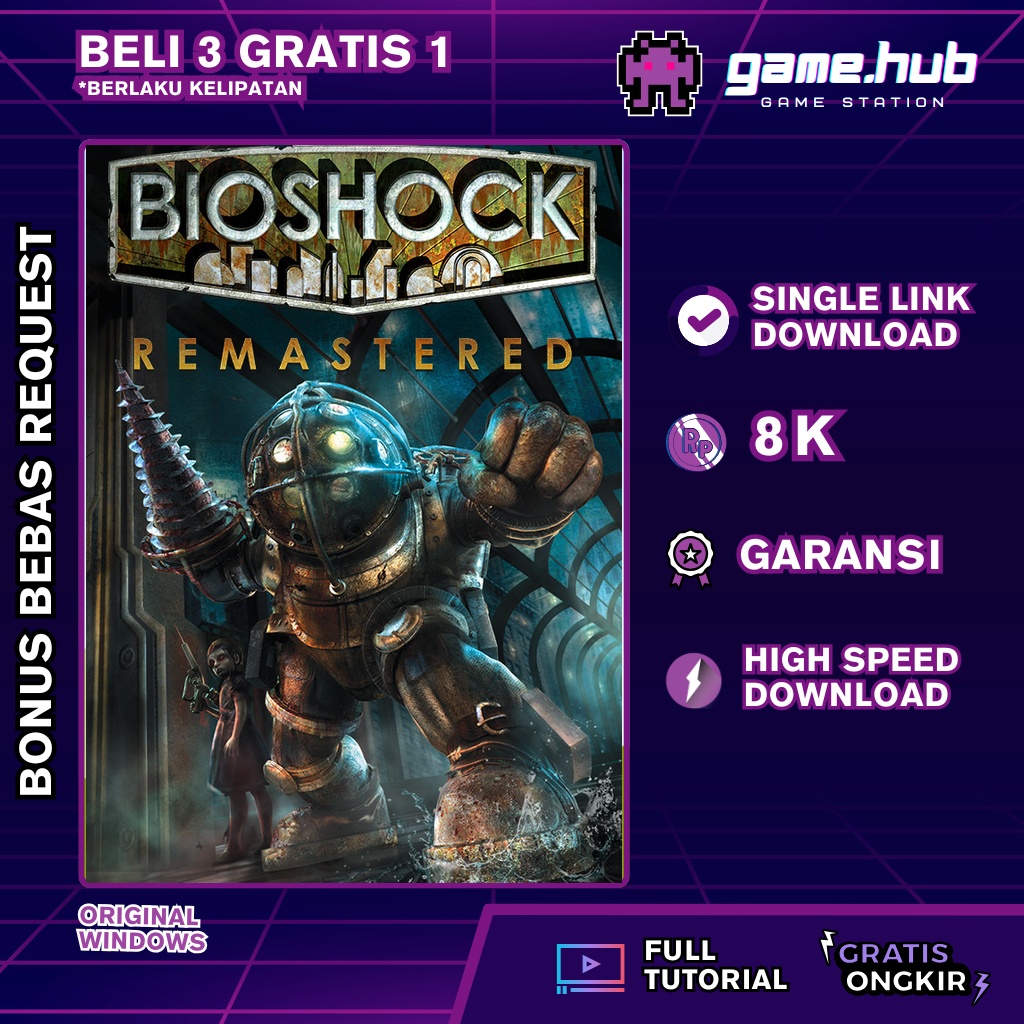 BELI 3 GRATIS 1
*BERLAKU KELIPATAN
game.hub
GAME STATION
BONUS BEBAS REQUEST
BIOSHOCK
REMASTERED
SINGLE LINK
DOWNLOAD
RP
8K
GARANSI
HIGH SPEED
DOWNLOAD
ORIGINAL
WINDOWS
FULL
TUTORIAL
GRATIS
ONGKIR